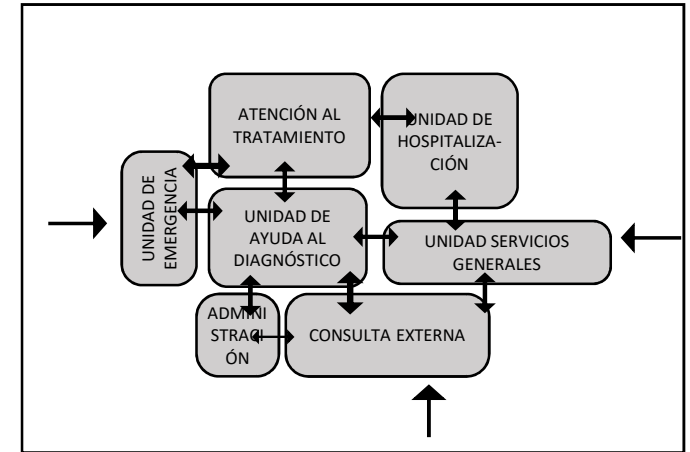 ATENCIÓN AL
TRATAMIENTO
UNIDAD DE
HOSPITALIZA-
CIÓN
UNIDAD DE
EMERGENCIA
UNIDAD DE
AYUDA AL
DIAGNÓSTICO
UNIDAD SERVICIOS
GENERALES
ADMINI
STRACI
ÓN
CONSULTA EXTERNA